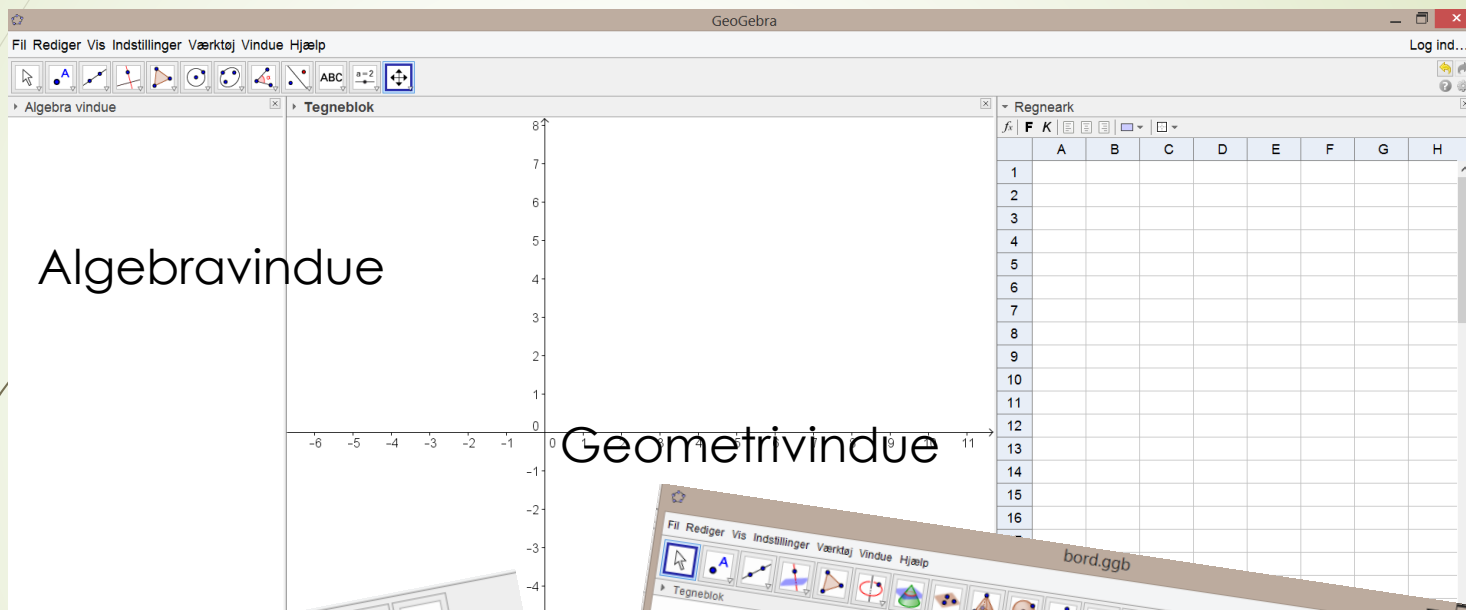 GeoGebra
Fil Rediger Vis Indstillinger Værktøj Vindue Hjælp
Log ind...
A ABC a=2
Algebra vindue
Tegneblok
Regneark
fx F K
A B C D E F G H
1
2
3
4
5
6
7
8
9
10
11
12
13
14
15
16
8
7
6
5
4
3
2
1
0
-6 -5 -4 -3 -2 -1 0 1 2 3 4 5 6 7 8 9 10 11
-1
-2
-3
-4
Algebravindue
Geometrivindue
bord.ggb
Fil Rediger Vis Indstillinger Værktøj Vindue Hjælp
A
Tegneblok